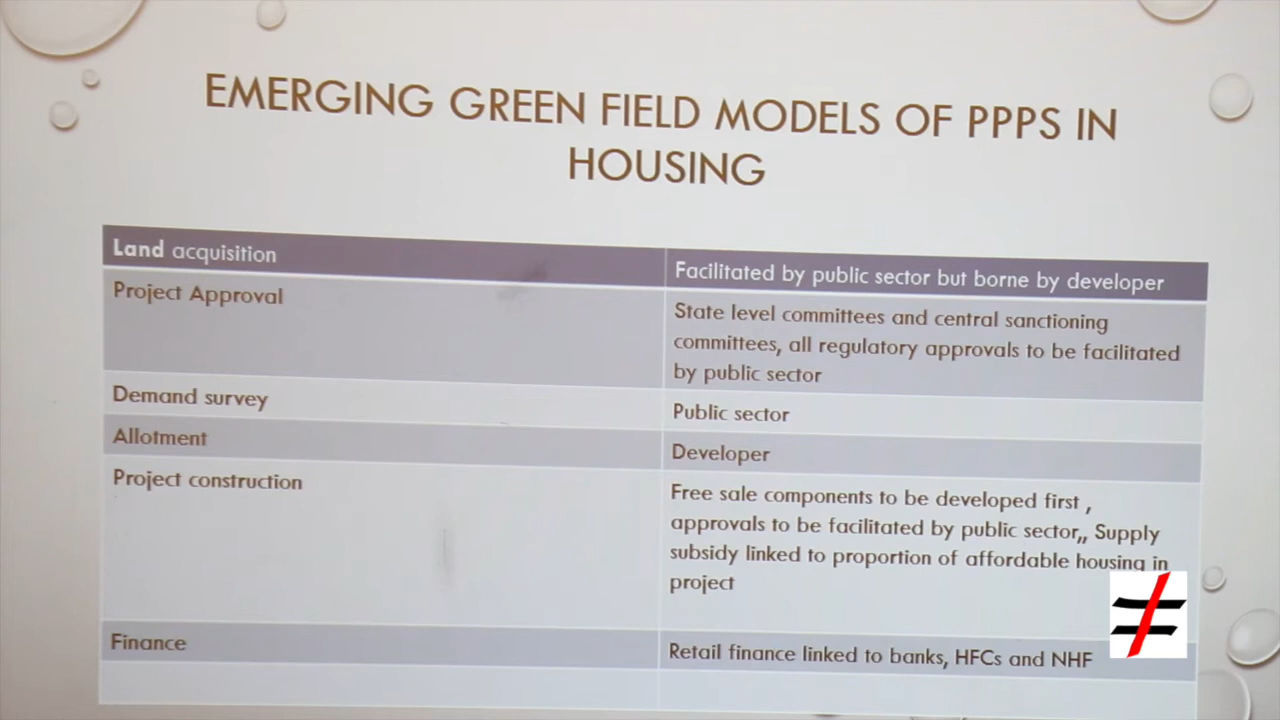 EMERGING GREEN FIELD MODELS OF PPPS IN
HOUSING
Land acquisition
Facilitated by public sector but borne by developer
Project Approval
State level committees and central sanctioning
committees, all regulatory approvals to be facilitated
by public sector
Demand survey
Public sector
Allotment
Developer
Project construction
Free sale components to be developed first ,
approvals to be facilitated by public sector,, Supply
subsidy linked to proportion of affordable housing in
project
Finance
Retail finance linked to banks, HFCs and NHF